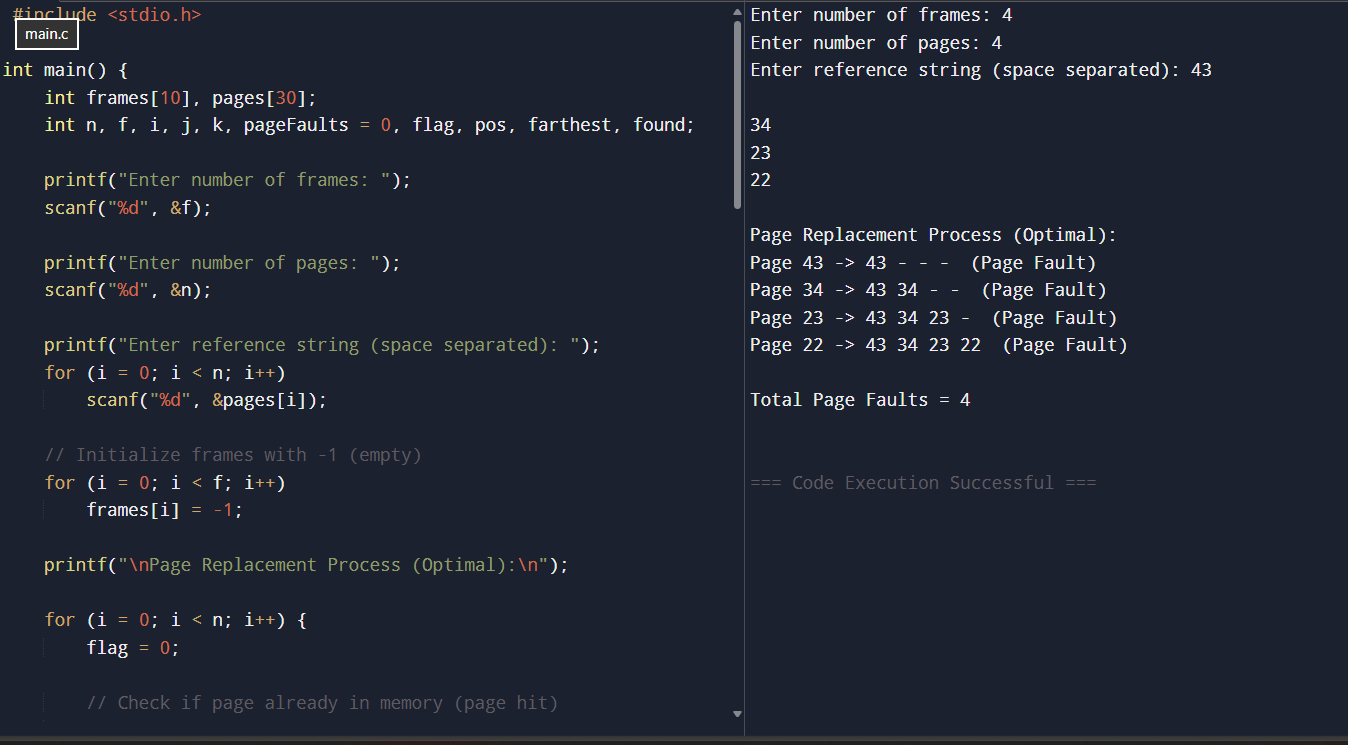 #include <stdio.h>
main.c
int main() {
    int frames[10], pages[30];
    int n, f, i, j, k, pageFaults = 0, flag, pos, farthest, found;
    printf("Enter number of frames: ");
    scanf("%d", &f);
    printf("Enter number of pages: ");
    scanf("%d", &n);
    printf("Enter reference string (space separated): ");
    for (i = 0; i < n; i++)
        scanf("%d", &pages[i]);
    // Initialize frames with -1 (empty)
    for (i = 0; i < f; i++)
        frames[i] = -1;
    printf("\nPage Replacement Process (Optimal):\n");
    for (i = 0; i < n; i++) {
        flag = 0;
        // Check if page already in memory (page hit)
Enter number of frames: 4
Enter number of pages: 4
Enter reference string (space separated): 43
34
23
22
Page Replacement Process (Optimal):
Page 43 -> 43 - - -  (Page Fault)
Page 34 -> 43 34 - -  (Page Fault)
Page 23 -> 43 34 23 -  (Page Fault)
Page 22 -> 43 34 23 22  (Page Fault)
Total Page Faults = 4
=== Code Execution Successful ===